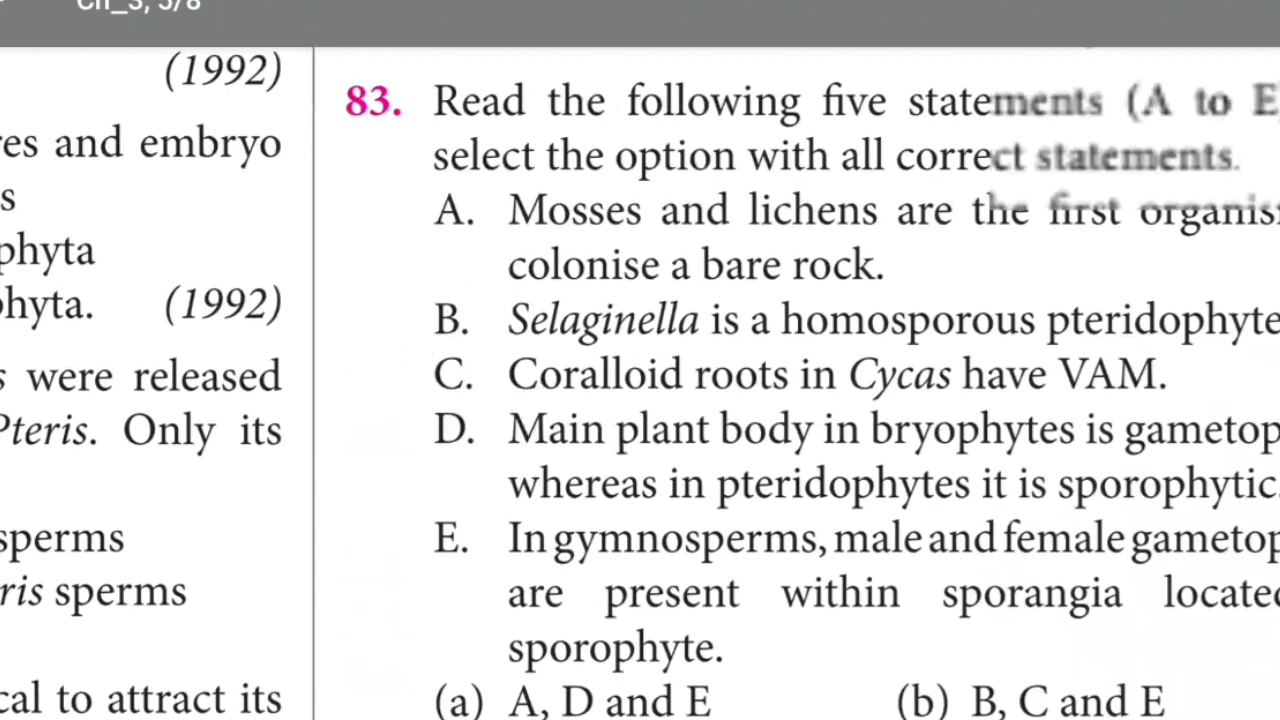 (1992)
res and embryo
s
phyta
phyta. (1992)
s were released
Pteris. Only its
sperms
ris sperms
cal to attract its
83. Read the following five statements (A to E
select the option with all correct statements.
A. Mosses and lichens are the first organis
colonise a bare rock.
B. Selaginella is a homosporous pteridophyte
C. Coralloid roots in Cycas have VAM.
D. Main plant body in bryophytes is gametop
whereas in pteridophytes it is sporophytic.
E. In gymnosperms, male and female gametop
are present within sporangia located
sporophyte.
(a) A, D and E (b) B, C and E